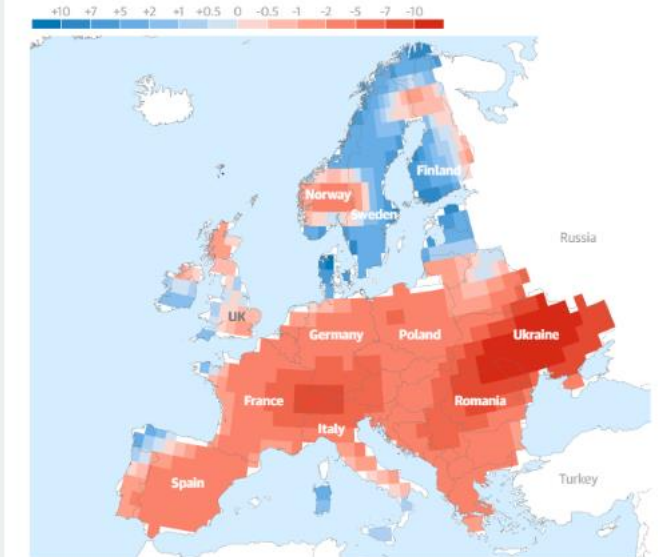 +10 +7 +5 +2 +1 +0.5 0 -0.5 -1 -2 -5 -7 -10
Finland
Norway
Sweden
Russia
UK
Germany
Poland
Ukraine
France
Romania
Italy
Spain
Turkey